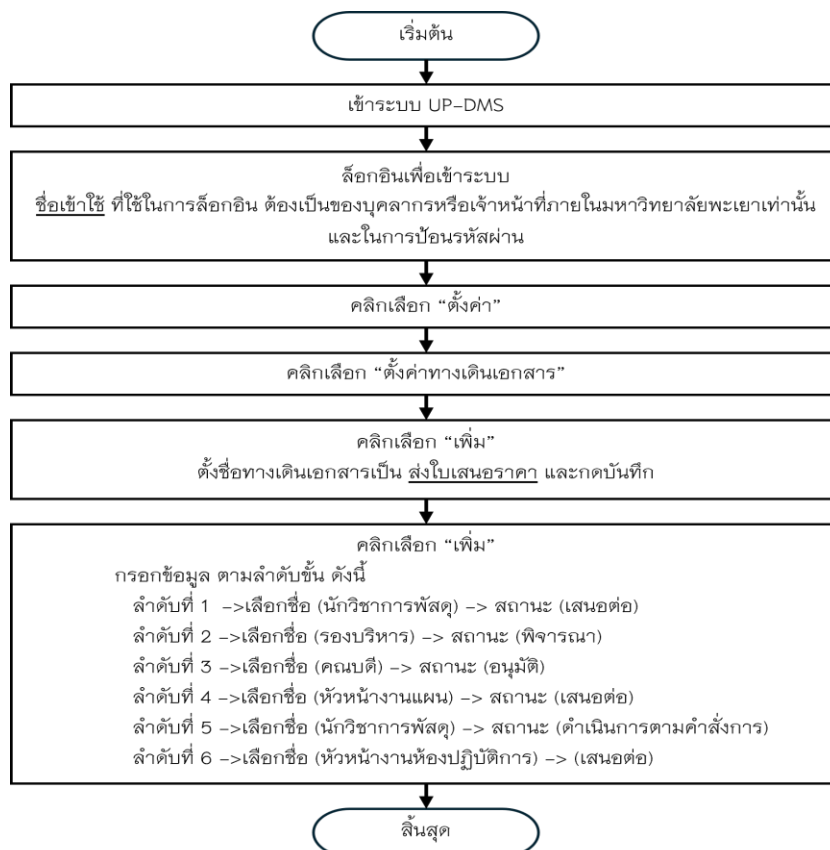 เริ่มต้น
เข้าระบบ UP-DMS
ล็อกอินเพื่อเข้าระบบ
ชื่อเข้าใช้ ที่ใช้ในการล็อกอิน ต้องเป็นของบุคลากรหรือเจ้าหน้าที่ภายในมหาวิทยาลัยพะเยาเท่านั้น
และในการป้อนรหัสผ่าน
คลิกเลือก “ตั้งค่า”
คลิกเลือก “ตั้งค่าทางเดินเอกสาร”
คลิกเลือก “เพิ่ม”
ตั้งชื่อทางเดินเอกสารเป็น ส่งใบเสนอราคา และกดบันทึก
คลิกเลือก “เพิ่ม”
กรอกข้อมูล ตามลำดับขั้น ดังนี้
ลำดับที่ 1 ->เลือกชื่อ (นักวิชาการพัสดุ) -> สถานะ (เสนอต่อ)
ลำดับที่ 2 ->เลือกชื่อ (รองบริหาร) -> สถานะ (พิจารณา)
ลำดับที่ 3 ->เลือกชื่อ (คณบดี) -> สถานะ (อนุมัติ)
ลำดับที่ 4 ->เลือกชื่อ (หัวหน้างานแผน) -> สถานะ (เสนอต่อ)
ลำดับที่ 5 ->เลือกชื่อ (นักวิชาการพัสดุ) -> สถานะ (ดำเนินการตามคำสั่งการ)
ลำดับที่ 6 ->เลือกชื่อ (หัวหน้างานห้องปฏิบัติการ) -> (เสนอต่อ)
สิ้นสุด